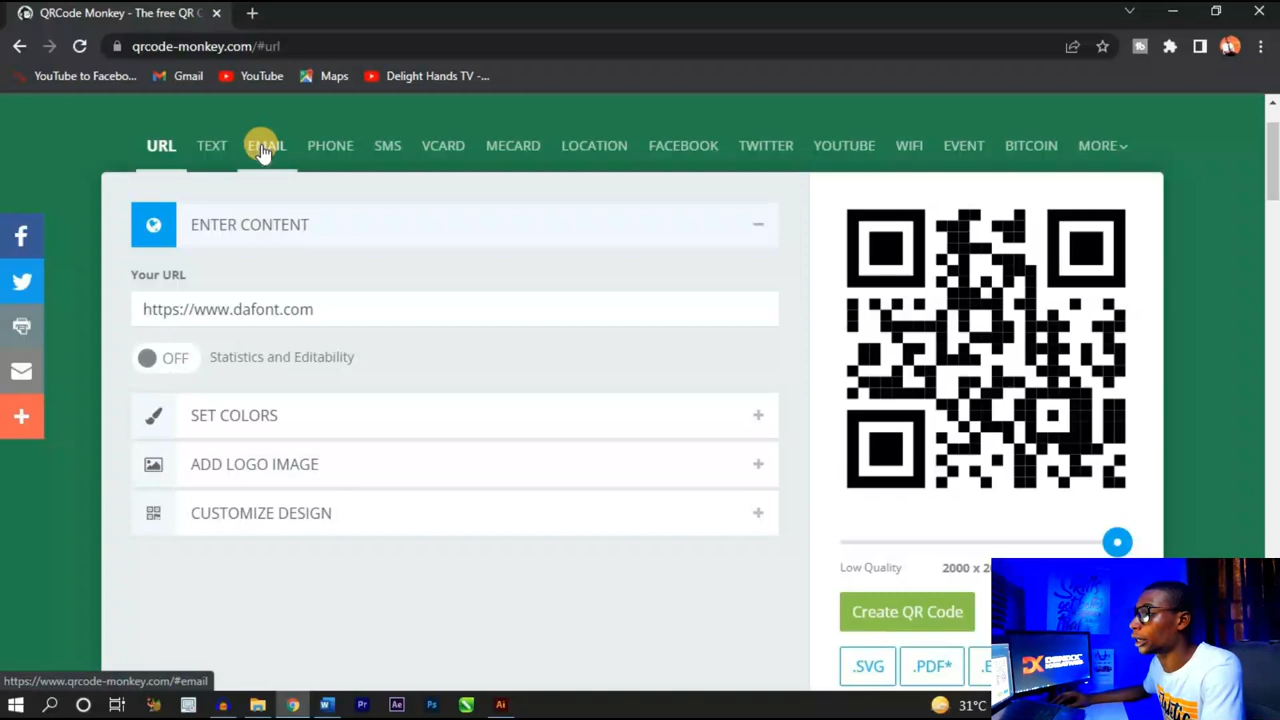 QRCode Monkey - The free QR C
qrcode-monkey.com/#url
YouTube to Facebo...
Gmail
YouTube
Maps
Delight Hands TV -...
URL
TEXT
EMAIL
PHONE
SMS
VCARD
MECARD
LOCATION
FACEBOOK
TWITTER
YOUTUBE
WIFI
EVENT
BITCOIN
MORE
ENTER CONTENT
Your URL
https://www.dafont.com
OFF
Statistics and Editability
SET COLORS
ADD LOGO IMAGE
CUSTOMIZE DESIGN
Low Quality
2000 x 2
Create QR Code
.SVG
.PDF*
.E
https://www.qrcode-monkey.com/#email
31°C